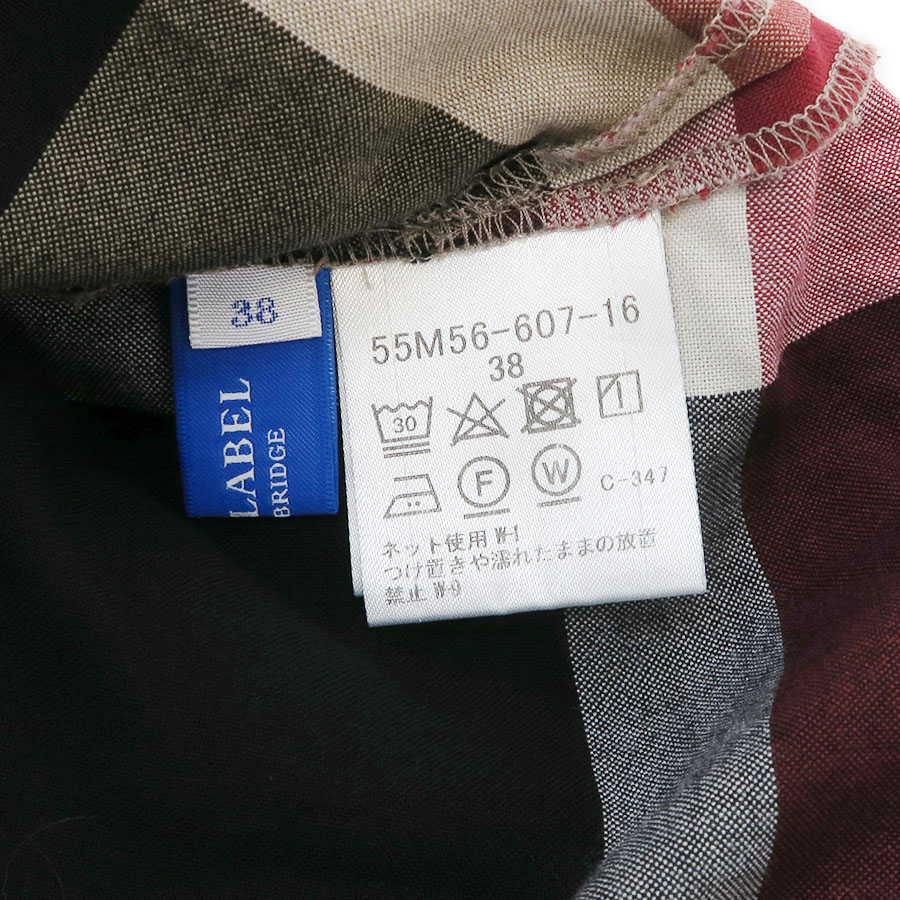 38
LABEL
BRIDGE
55M56-607-16
38
30
F
W
C-347
ネット使用 W-1
つけ置きや濡れたままの放置
禁止 W-9